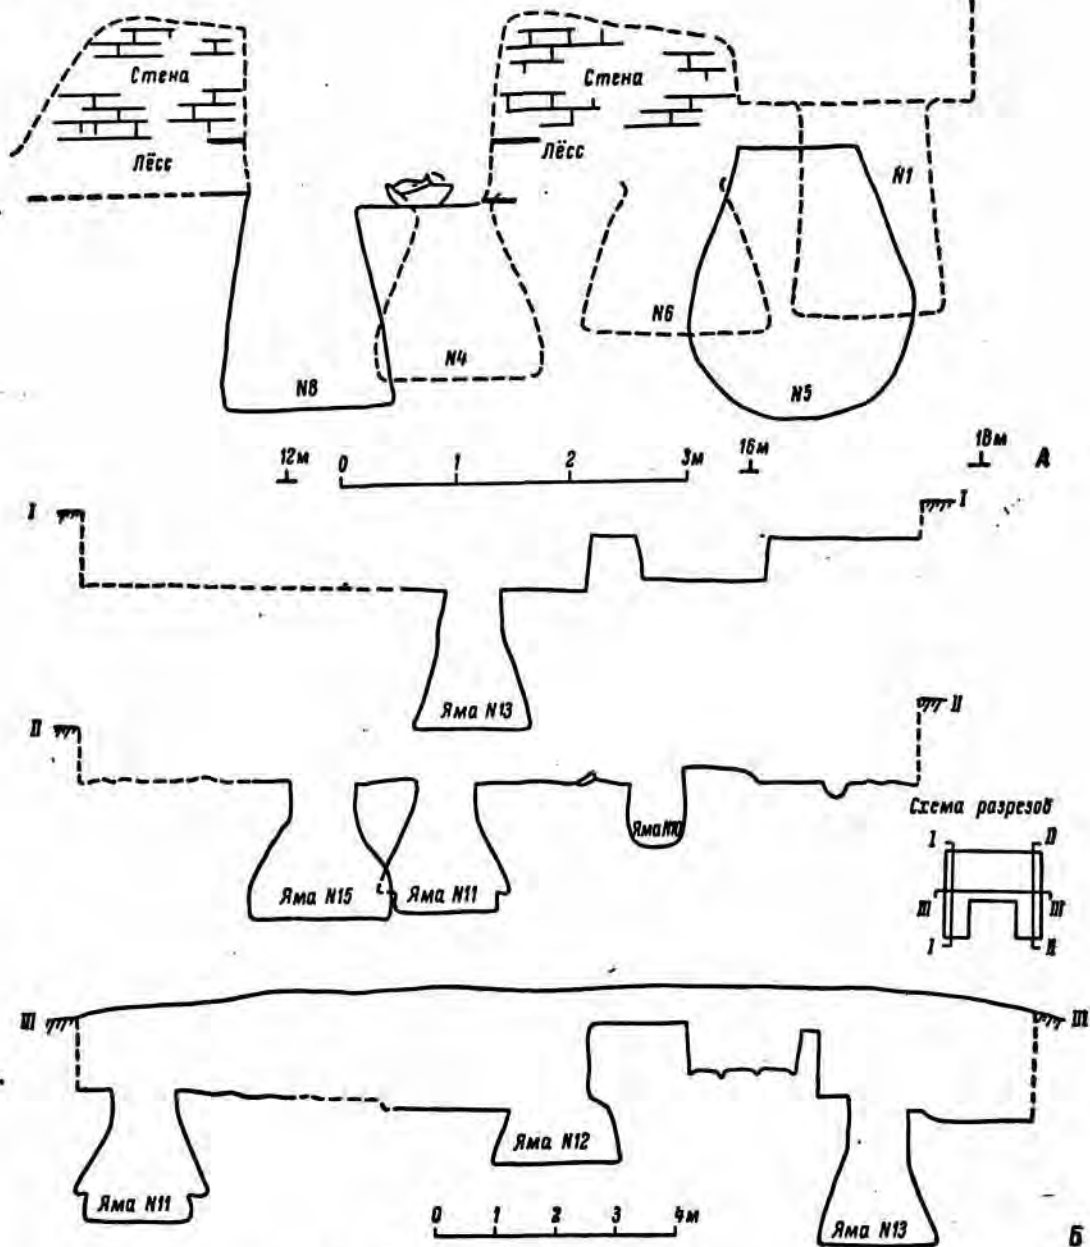 Стена
Стена
Лёсс
Лёсс
N1
N6
N4
N8
N5
12м
0 1 2 3м
16м
18м
А
I
I
Яма N13
II
II
Схема разрезов
I II
Яма N10
Яма N15
Яма N11
III III
I II
III
III
Яма N12
Яма N11
0 1 2 3 4м
Яма N13
Б